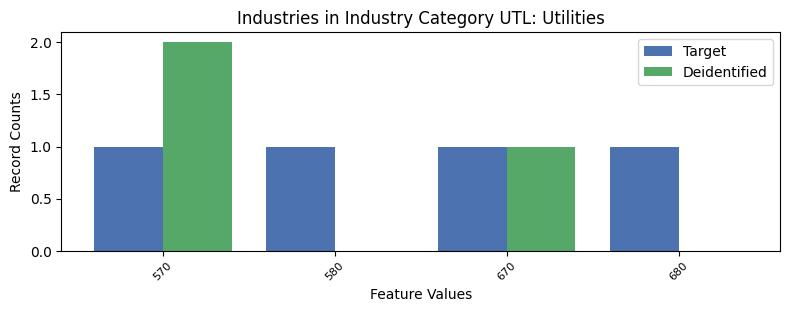 Industries in Industry Category UTL: Utilities
Target
Deidentified
Record Counts
2.0
1.5
1.0
0.5
0.0
570
580
670
680
Feature Values